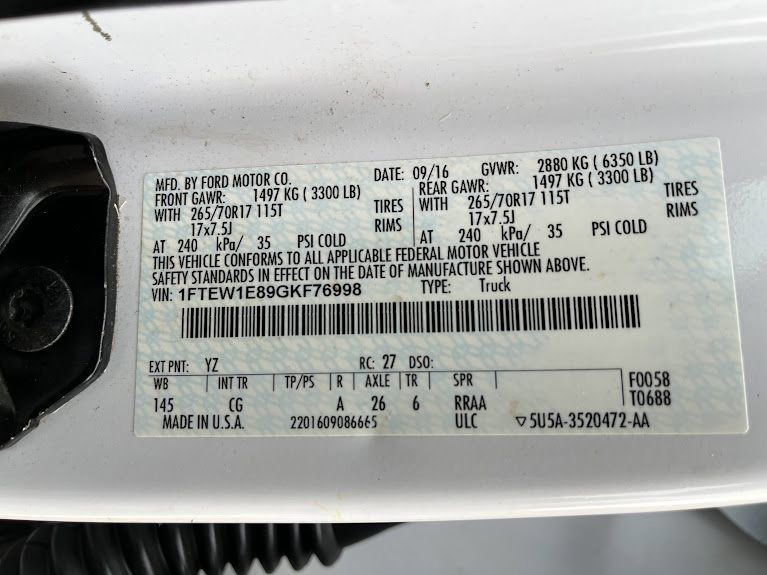 MFD. BY FORD MOTOR CO. DATE: 09/16 GVWR: 2880 KG ( 6350 LB)
FRONT GAWR: 1497 KG ( 3300 LB) REAR GAWR: 1497 KG ( 3300 LB)
WITH 265/70R17 115T TIRES WITH 265/70R17 115T TIRES
17x7.5J RIMS 17x7.5J RIMS
AT 240 kPa/ 35 PSI COLD AT 240 kPa/ 35 PSI COLD
THIS VEHICLE CONFORMS TO ALL APPLICABLE FEDERAL MOTOR VEHICLE
SAFETY STANDARDS IN EFFECT ON THE DATE OF MANUFACTURE SHOWN ABOVE.
VIN: 1FTEW1E89GKF76998 TYPE: Truck
EXT PNT: YZ RC: 27 DSO:
WB INT TR TP/PS R AXLE TR SPR F0058
145 CG A 26 6 RRAA T0688
MADE IN U.S.A. 2201609086665 ULC ▽5U5A-3520472-AA